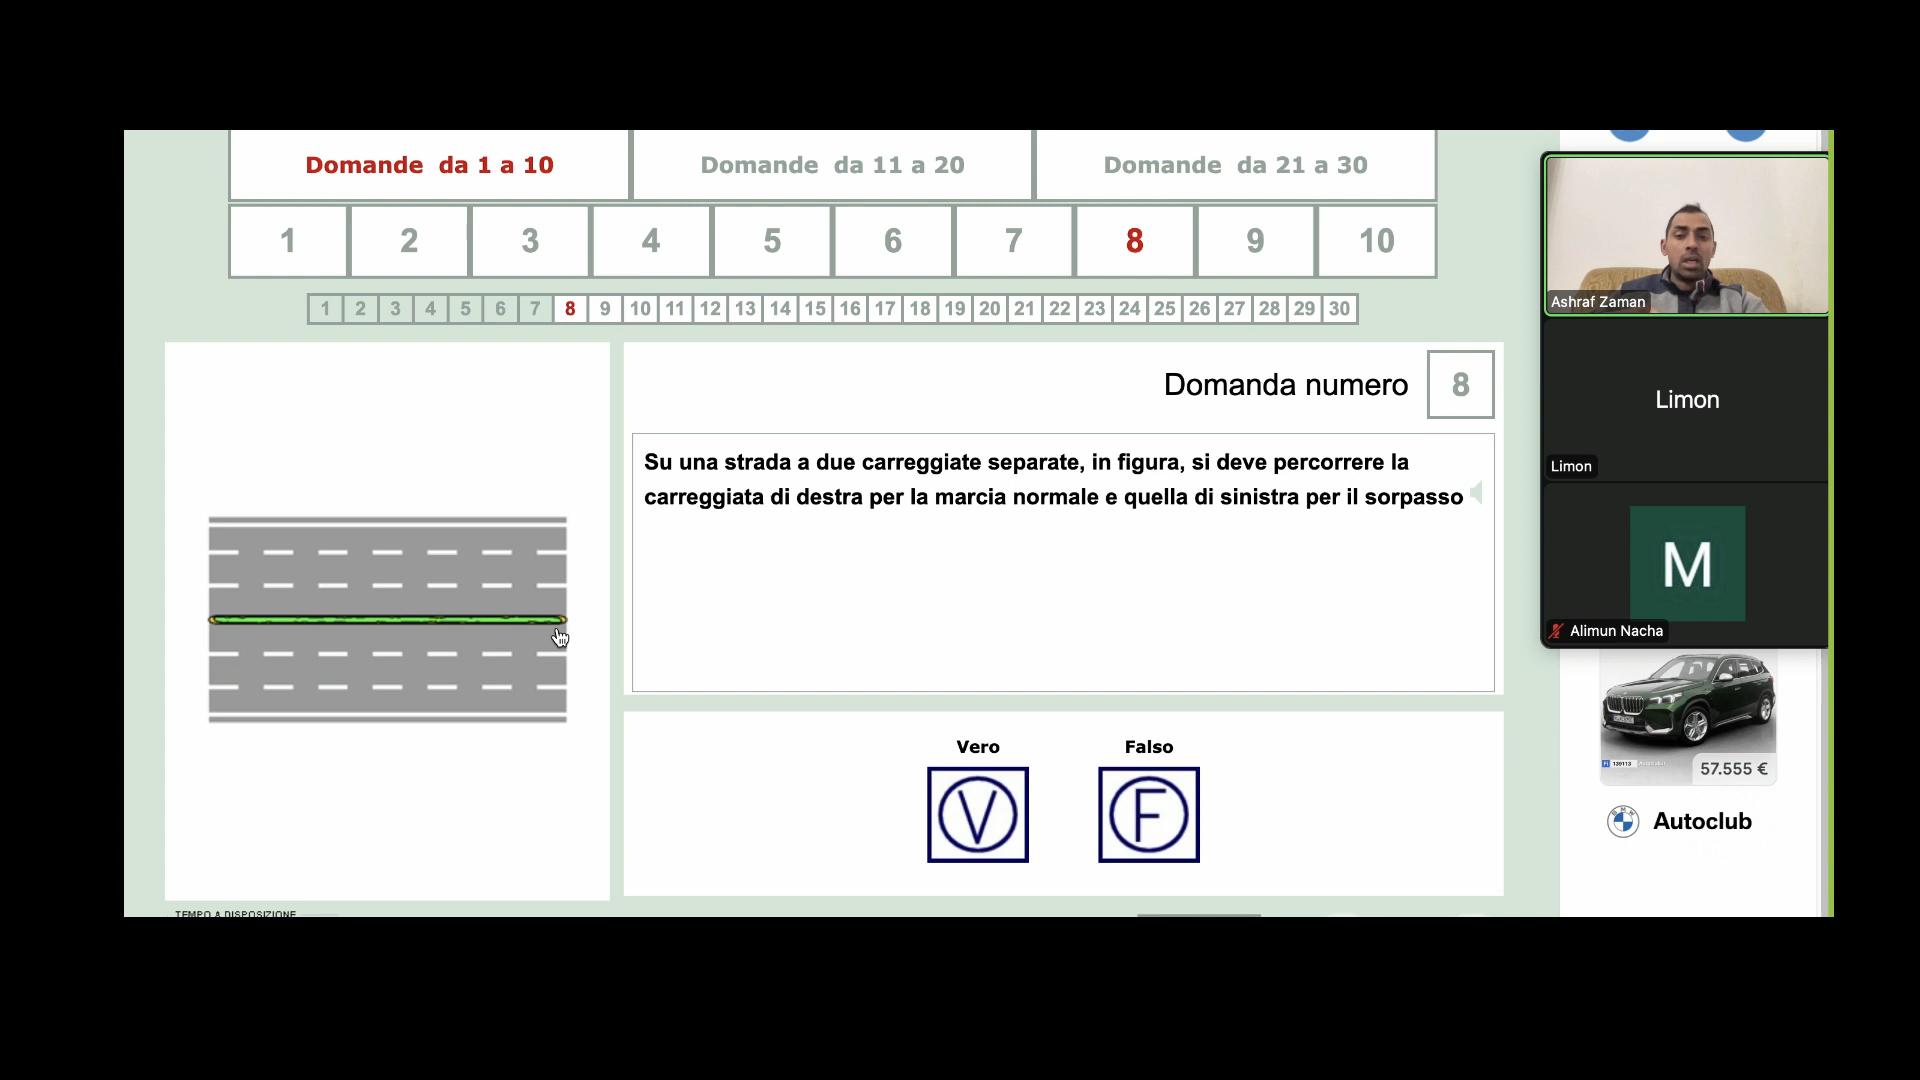 Domande da 1 a 10
Domande da 11 a 20
Domande da 21 a 30
1 2 3 4 5 6 7 8 9 10
1 2 3 4 5 6 7 8 9 10 11 12 13 14 15 16 17 18 19 20 21 22 23 24 25 26 27 28 29 30
Domanda numero 8
Su una strada a due carreggiate separate, in figura, si deve percorrere la
carreggiata di destra per la marcia normale e quella di sinistra per il sorpasso
Vero
Falso
V
F
TEMPO A DISPOSIZIONE
Ashraf Zaman
Limon
Limon
M
Alimun Nacha
57.555 €
Autoclub